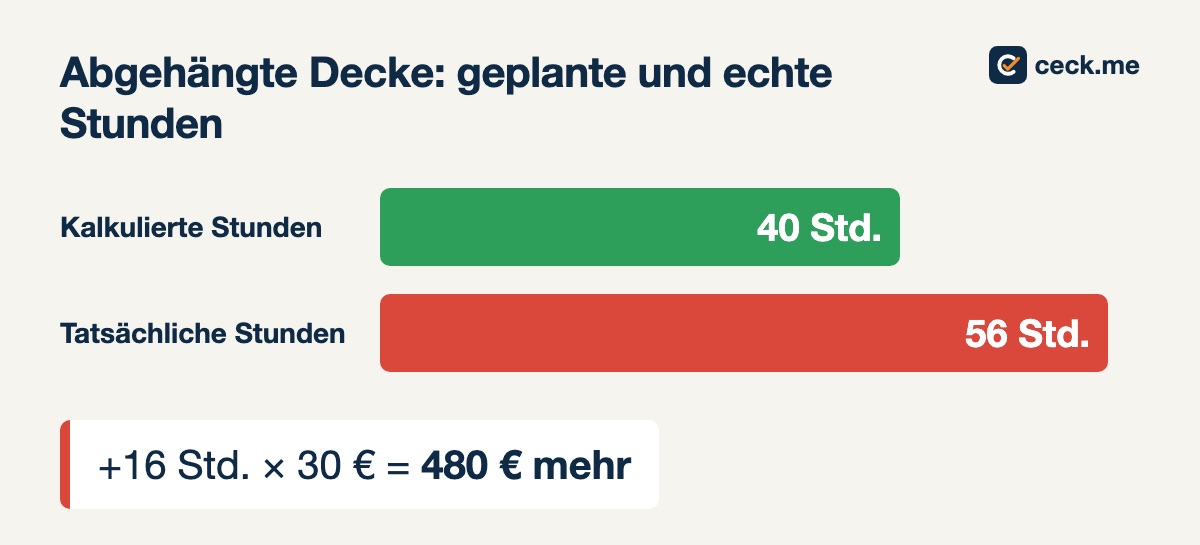 Abgehängte Decke: geplante und echte
Stunden
ceck.me
Kalkulierte Stunden
40 Std.
Tatsächliche Stunden
56 Std.
+16 Std. × 30 € = 480 € mehr